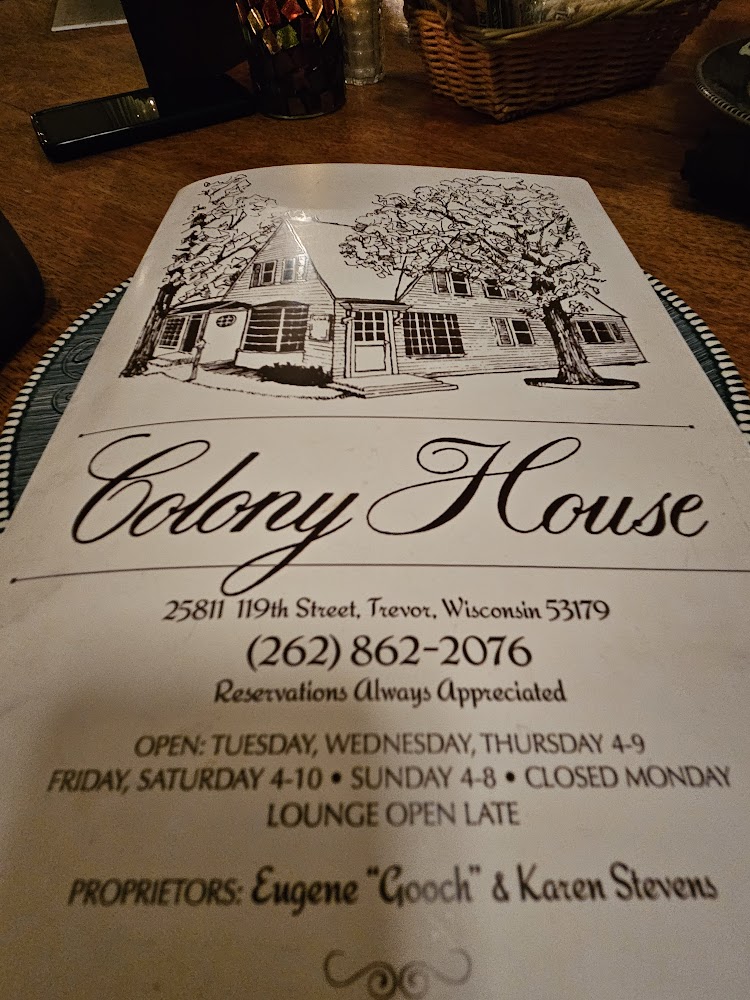 Colony House
25811 119th Street, Trevor, Wisconsin 53179
(262) 862-2076
Reservations Always Appreciated
OPEN: TUESDAY, WEDNESDAY, THURSDAY 4-9
FRIDAY, SATURDAY 4-10 • SUNDAY 4-8 • CLOSED MONDAY
LOUNGE OPEN LATE
PROPRIETORS: Eugene "Gooch" & Karen Stevens